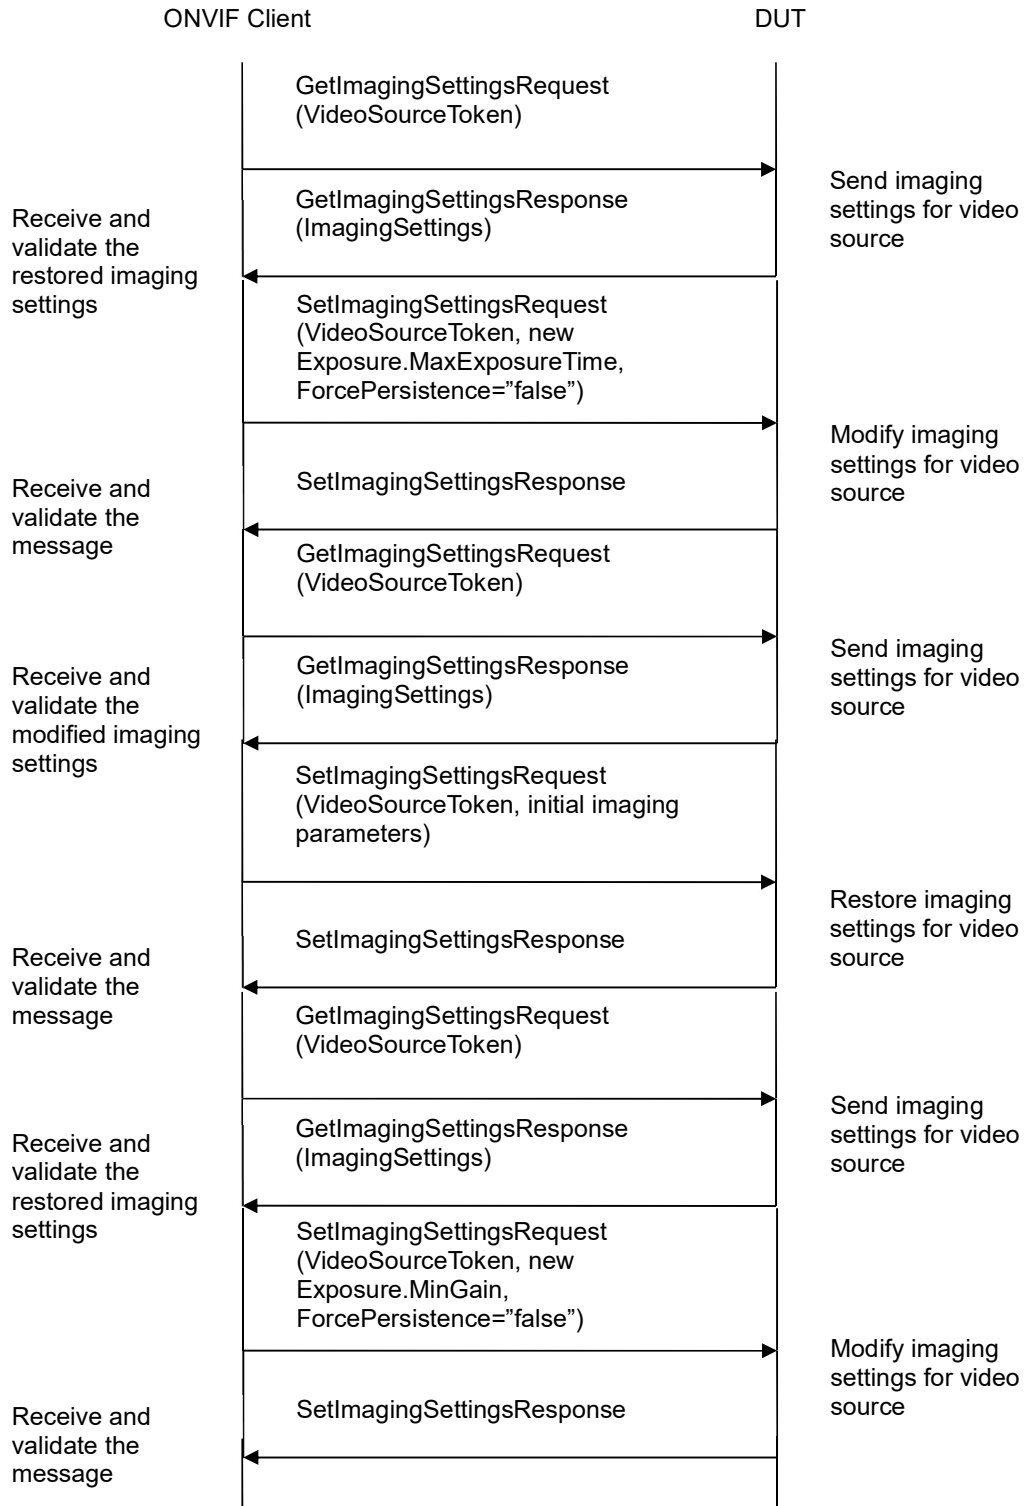 ONVIF Client
DUT
GetImagingSettingsRequest
(VideoSourceToken)
Send imaging
settings for video
source
GetImagingSettingsResponse
(ImagingSettings)
Receive and
validate the
restored imaging
settings
SetImagingSettingsRequest
(VideoSourceToken, new
Exposure.MaxExposureTime,
ForcePersistence=”false”)
Modify imaging
settings for video
source
SetImagingSettingsResponse
Receive and
validate the
message
GetImagingSettingsRequest
(VideoSourceToken)
Send imaging
settings for video
source
GetImagingSettingsResponse
(ImagingSettings)
Receive and
validate the
modified imaging
settings
SetImagingSettingsRequest
(VideoSourceToken, initial imaging
parameters)
Restore imaging
settings for video
source
SetImagingSettingsResponse
Receive and
validate the
message
GetImagingSettingsRequest
(VideoSourceToken)
Send imaging
settings for video
source
GetImagingSettingsResponse
(ImagingSettings)
Receive and
validate the
restored imaging
settings
SetImagingSettingsRequest
(VideoSourceToken, new
Exposure.MinGain,
ForcePersistence=”false”)
Modify imaging
settings for video
source
SetImagingSettingsResponse
Receive and
validate the
message